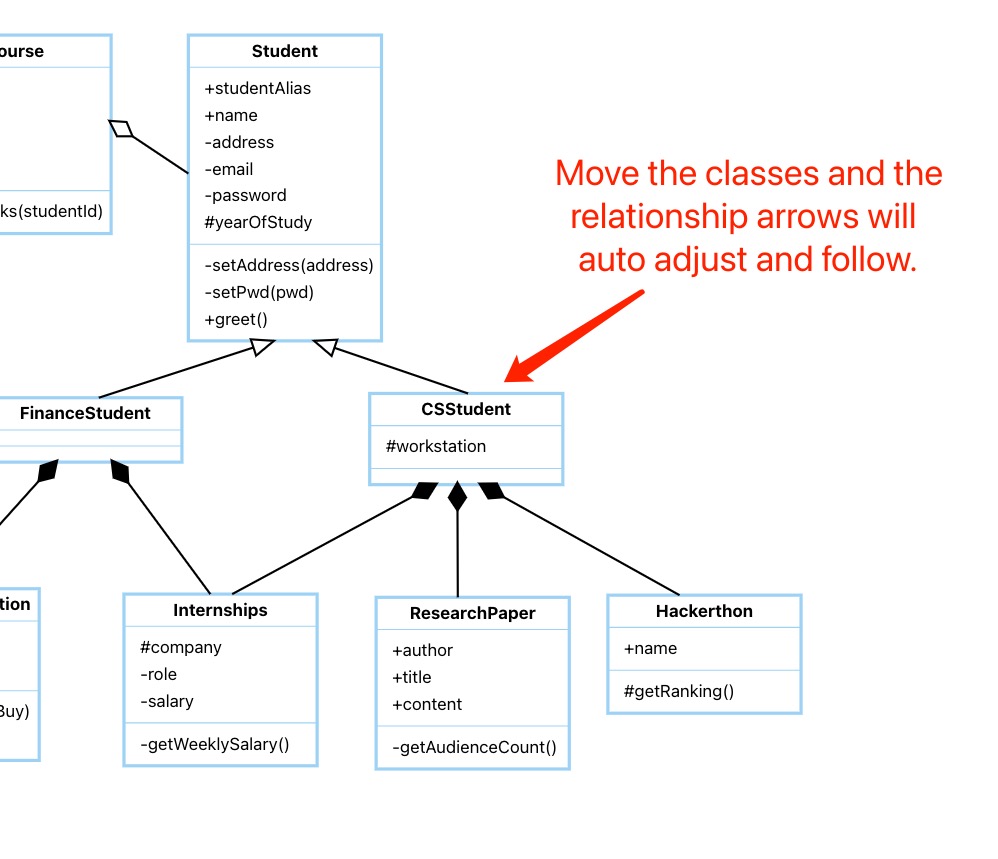 ourse
ks(studentId)
Student
+studentAlias
+name
-address
-email
-password
#yearOfStudy
-setAddress(address)
-setPwd(pwd)
+greet()
Move the classes and the
relationship arrows will
auto adjust and follow.
FinanceStudent
CSStudent
#workstation
tion
Buy)
Internships
#company
-role
-salary
-getWeeklySalary()
ResearchPaper
+author
+title
+content
-getAudienceCount()
Hackerthon
+name
#getRanking()